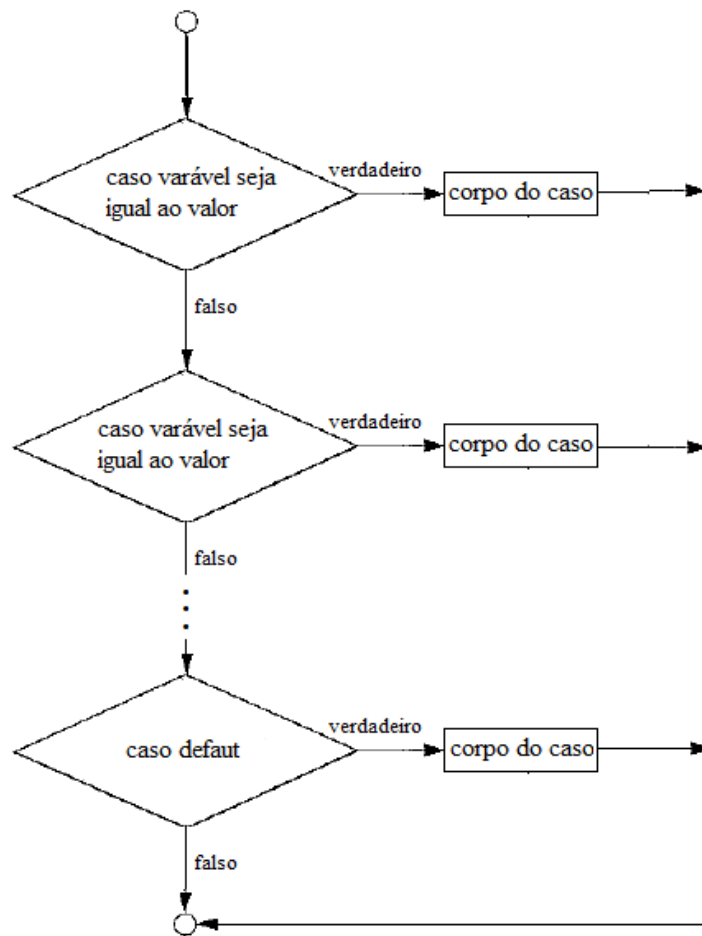 caso varável seja
igual ao valor
verdadeiro
corpo do caso
falso
caso varável seja
igual ao valor
verdadeiro
corpo do caso
falso
caso defaut
verdadeiro
corpo do caso
falso